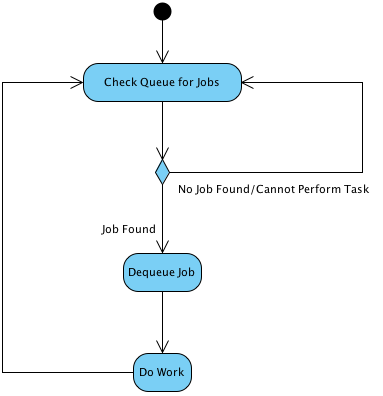 Check Queue for Jobs
No Job Found/Cannot Perform Task
Job Found
Dequeue Job
Do Work